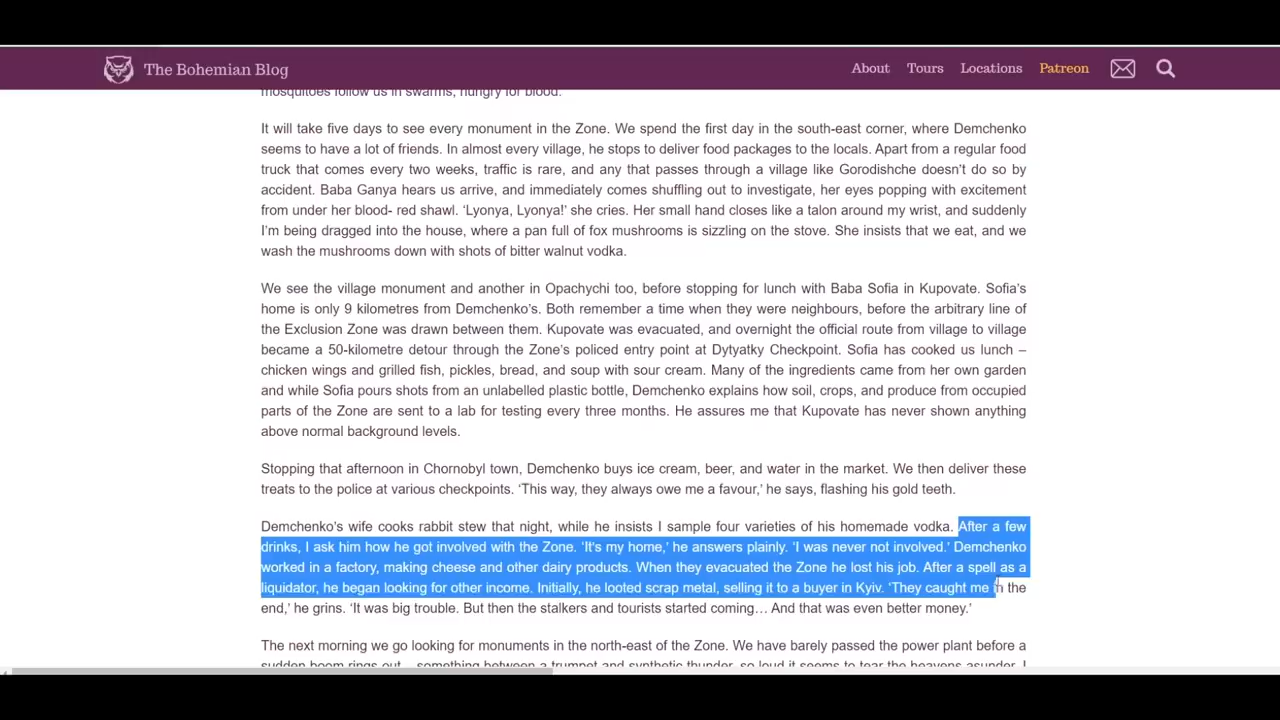 The Bohemian Blog
About
Tours
Locations
Patreon
mosquitoes follow us in swarms, hungry for blood.
It will take five days to see every monument in the Zone. We spend the first day in the south-east corner, where Demchenko
seems to have a lot of friends. In almost every village, he stops to deliver food packages to the locals. Apart from a regular food
truck that comes every two weeks, traffic is rare, and any that passes through a village like Gorodishche doesn’t do so by
accident. Baba Ganya hears us arrive, and immediately comes shuffling out to investigate, her eyes popping with excitement
from under her blood- red shawl. ‘Lyonya, Lyonya!’ she cries. Her small hand closes like a talon around my wrist, and suddenly
I’m being dragged into the house, where a pan full of fox mushrooms is sizzling on the stove. She insists that we eat, and we
wash the mushrooms down with shots of bitter walnut vodka.
We see the village monument and another in Opachychi too, before stopping for lunch with Baba Sofia in Kupovate. Sofia’s
home is only 9 kilometres from Demchenko’s. Both remember a time when they were neighbours, before the arbitrary line of
the Exclusion Zone was drawn between them. Kupovate was evacuated, and overnight the official route from village to village
became a 50-kilometre detour through the Zone’s policed entry point at Dytyatky Checkpoint. Sofia has cooked us lunch –
chicken wings and grilled fish, pickles, bread, and soup with sour cream. Many of the ingredients came from her own garden
and while Sofia pours shots from an unlabelled plastic bottle, Demchenko explains how soil, crops, and produce from occupied
parts of the Zone are sent to a lab for testing every three months. He assures me that Kupovate has never shown anything
above normal background levels.
Stopping that afternoon in Chornobyl town, Demchenko buys ice cream, beer, and water in the market. We then deliver these
treats to the police at various checkpoints. ‘This way, they always owe me a favour,’ he says, flashing his gold teeth.
Demchenko’s wife cooks rabbit stew that night, while he insists I sample four varieties of his homemade vodka. After a few
drinks, I ask him how he got involved with the Zone. ‘It’s my home,’ he answers plainly. ‘I was never not involved.’ Demchenko
worked in a factory, making cheese and other dairy products. When they evacuated the Zone he lost his job. After a spell as a
liquidator, he began looking for other income. Initially, he looted scrap metal, selling it to a buyer in Kyiv. ‘They caught me in the
end,’ he grins. ‘It was big trouble. But then the stalkers and tourists started coming… And that was even better money.’
The next morning we go looking for monuments in the north-east of the Zone. We have barely passed the power plant before a
sudden boom rings out – something between a trumpet and synthetic thunder, so loud it seems to tear the heavens asunder. I